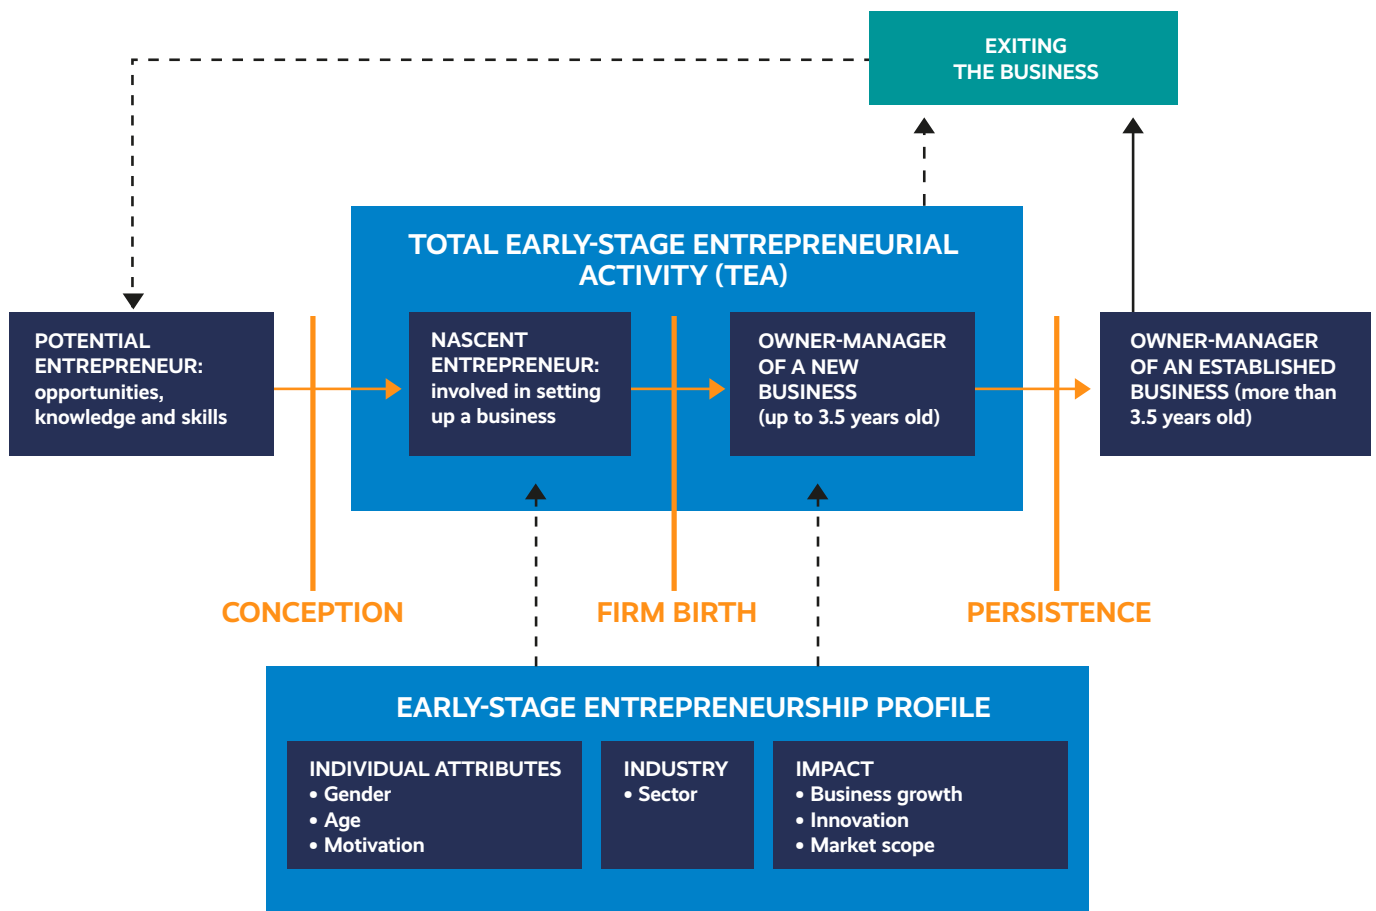 EXITING
THE BUSINESS
TOTAL EARLY-STAGE ENTREPRENEURIAL
ACTIVITY (TEA)
POTENTIAL
ENTREPRENEUR:
opportunities,
knowledge and skills
NASCENT
ENTREPRENEUR:
involved in setting
up a business
OWNER-MANAGER
OF A NEW
BUSINESS
(up to 3.5 years old)
OWNER-MANAGER
OF AN ESTABLISHED
BUSINESS (more than
3.5 years old)
CONCEPTION
FIRM BIRTH
PERSISTENCE
EARLY-STAGE ENTREPRENEURSHIP PROFILE
INDIVIDUAL ATTRIBUTES
• Gender
• Age
• Motivation
INDUSTRY
• Sector
IMPACT
• Business growth
• Innovation
• Market scope